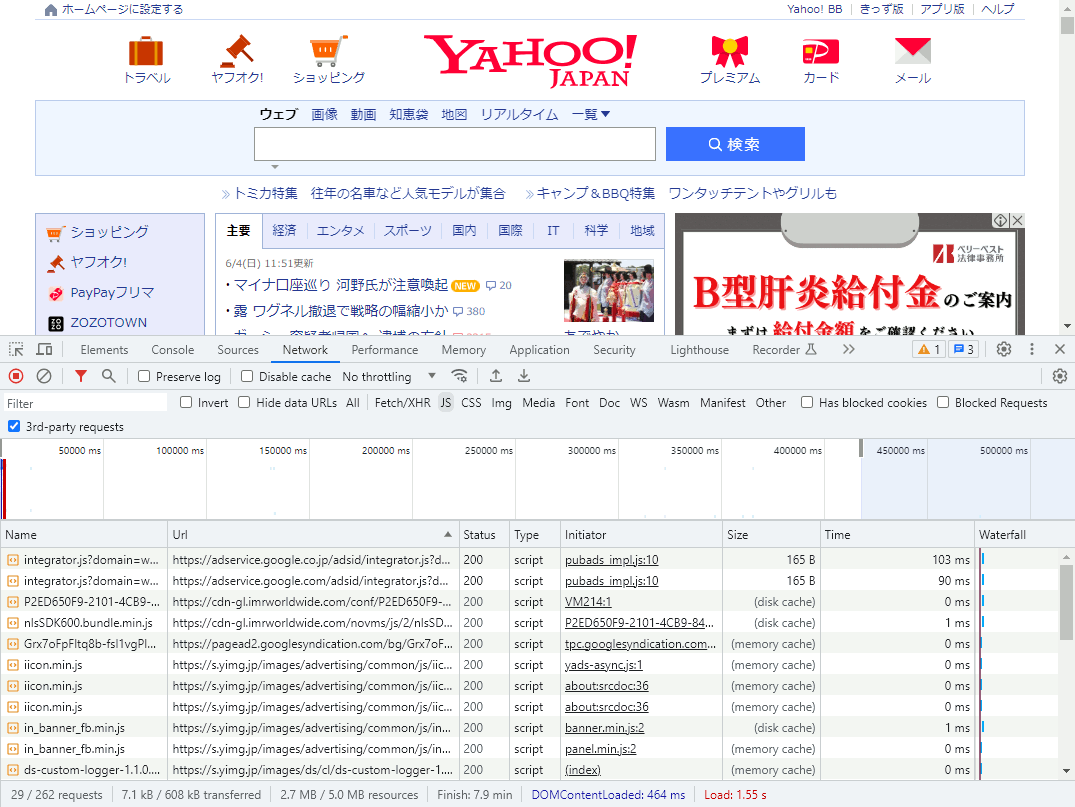 ホームページに設定する Yahoo! BB きっず版 アプリ版 ヘルプ
YAHOO!
JAPAN
トラベル ヤフオク! ショッピング プレミアム カード メール
ウェブ 画像 動画 知恵袋 地図 リアルタイム 一覧▼
検索
トミカ特集 往年の名車など人気モデルが集合 キャンプ&BBQ特集 ワンタッチテントやグリルも
ショッピング
ヤフオク!
PayPayフリマ
ZOZOTOWN
主要 経済 エンタメ スポーツ 国内 国際 IT 科学 地域
6/4(日) 11:51更新
・マイナ口座巡り 河野氏が注意喚起 NEW 20
・露 ワグネル撤退で戦略の幅縮小か 380
ベリーベスト
法律事務所
B型肝炎給付金のご案内
まずは給付金額をご確認ください
Elements Console Sources Network Performance Memory Application Security Lighthouse Recorder 1 3
Preserve log Disable cache No throttling
Filter Invert Hide data URLs All Fetch/XHR JS CSS Img Media Font Doc WS Wasm Manifest Other Has blocked cookies Blocked Requests
3rd-party requests
50000 ms 100000 ms 150000 ms 200000 ms 250000 ms 300000 ms 350000 ms 400000 ms 450000 ms 500000 ms
Name Url Status Type Initiator Size Time Waterfall
integrator.js?domain=w... https://adservice.google.co.jp/adsid/integrator.js?d... 200 script pubads_impl.js:10 165 B 103 ms
integrator.js?domain=w... https://adservice.google.com/adsid/integrator.js?d... 200 script pubads_impl.js:10 165 B 90 ms
P2ED650F9-2101-4CB9-... https://cdn-gl.imrworldwide.com/conf/P2ED650F9-... 200 script VM214:1 (disk cache) 0 ms
nlsSDK600.bundle.min.js https://cdn-gl.imrworldwide.com/novms/js/2/nlsSD... 200 script P2ED650F9-2101-4CB9-84... (disk cache) 1 ms
Grx7oFpFltq8b-fsl1vgPl... https://pagead2.googlesyndication.com/bg/Grx7oF... 200 script tpc.googlesyndication.com... (memory cache) 0 ms
iicon.min.js https://s.yimg.jp/images/advertising/common/js/iic... 200 script yads-async.js:1 (memory cache) 0 ms
iicon.min.js https://s.yimg.jp/images/advertising/common/js/iic... 200 script about:srcdoc:36 (memory cache) 0 ms
iicon.min.js https://s.yimg.jp/images/advertising/common/js/iic... 200 script about:srcdoc:36 (memory cache) 0 ms
in_banner_fb.min.js https://s.yimg.jp/images/advertising/common/js/in... 200 script banner.min.js:2 (disk cache) 1 ms
in_banner_fb.min.js https://s.yimg.jp/images/advertising/common/js/in... 200 script panel.min.js:2 (memory cache) 0 ms
ds-custom-logger-1.1.0.... https://s.yimg.jp/images/ds/cl/ds-custom-logger-1.... 200 script (index) (memory cache) 0 ms
29 / 262 requests 7.1 kB / 608 kB transferred 2.7 MB / 5.0 MB resources Finish: 7.9 min DOMContentLoaded: 464 ms Load: 1.55 s